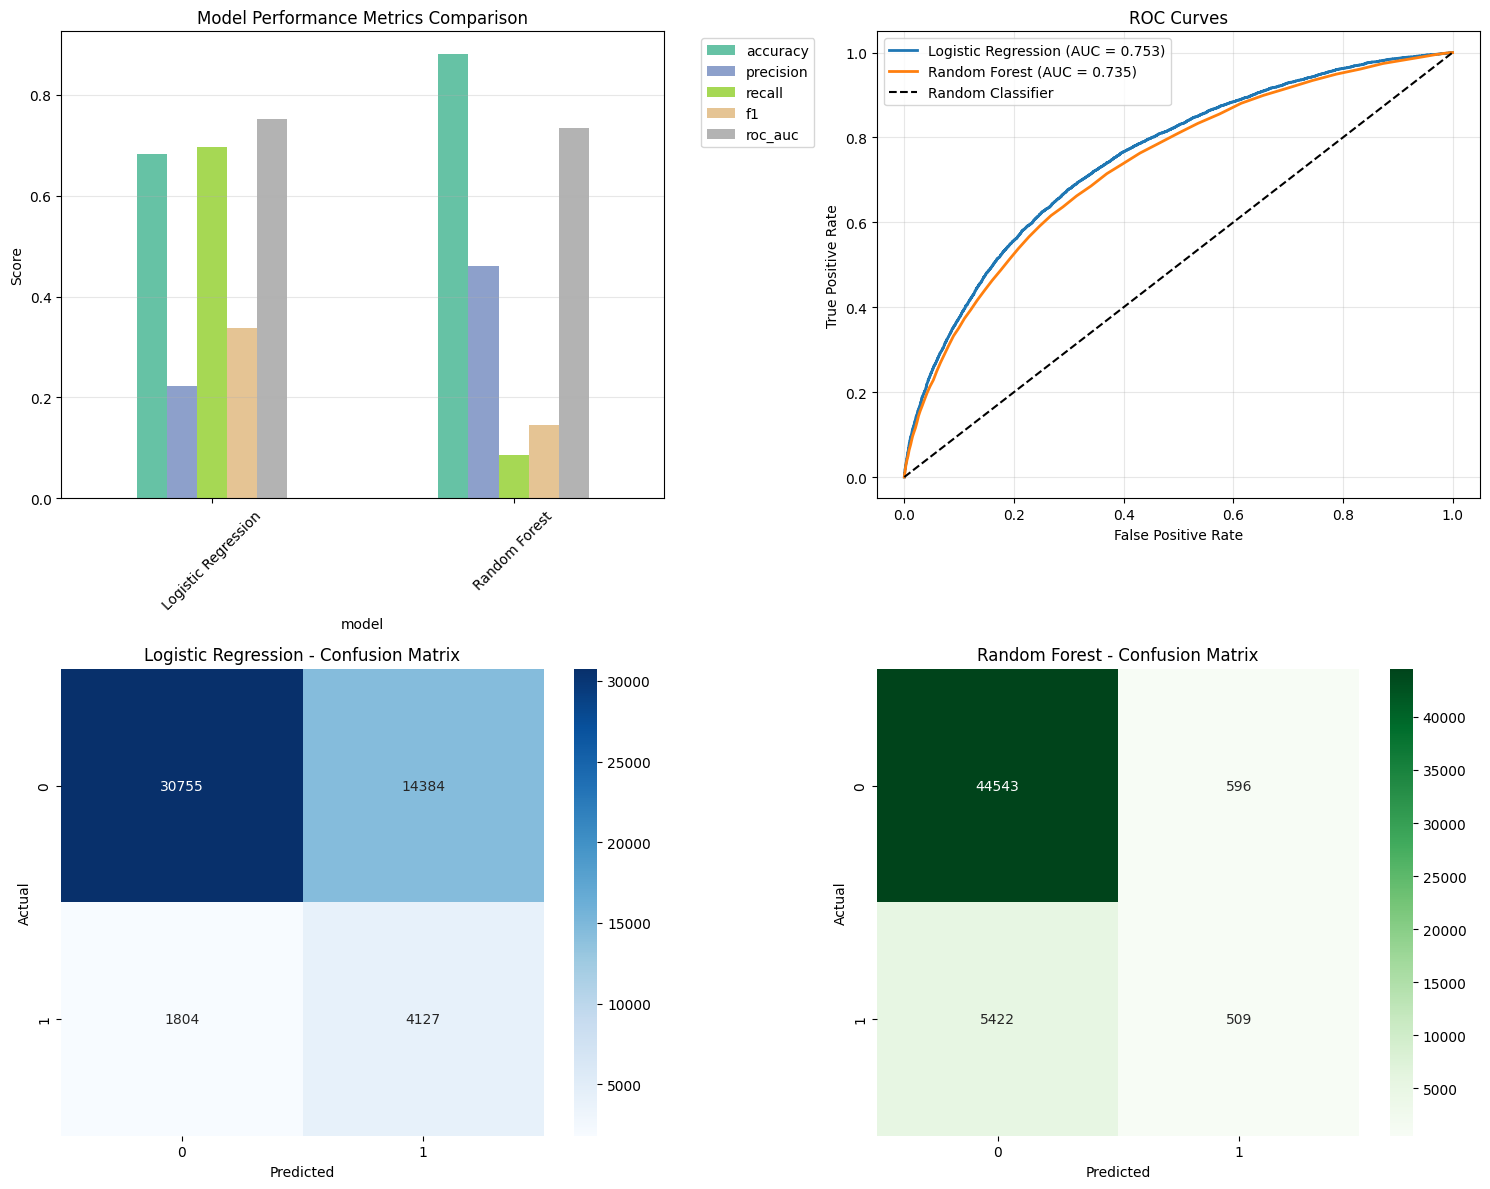 Model Performance Metrics Comparison
Score
0.8
0.6
0.4
0.2
0.0
Logistic Regression
Random Forest
model
accuracy
precision
recall
f1
roc_auc
ROC Curves
Logistic Regression (AUC = 0.753)
Random Forest (AUC = 0.735)
Random Classifier
True Positive Rate
1.0
0.8
0.6
0.4
0.2
0.0
0.0 0.2 0.4 0.6 0.8 1.0
False Positive Rate
Logistic Regression - Confusion Matrix
Actual
0
1
30755 14384
1804 4127
0 1
Predicted
30000
25000
20000
15000
10000
5000
Random Forest - Confusion Matrix
Actual
0
1
44543 596
5422 509
0 1
Predicted
40000
35000
30000
25000
20000
15000
10000
5000